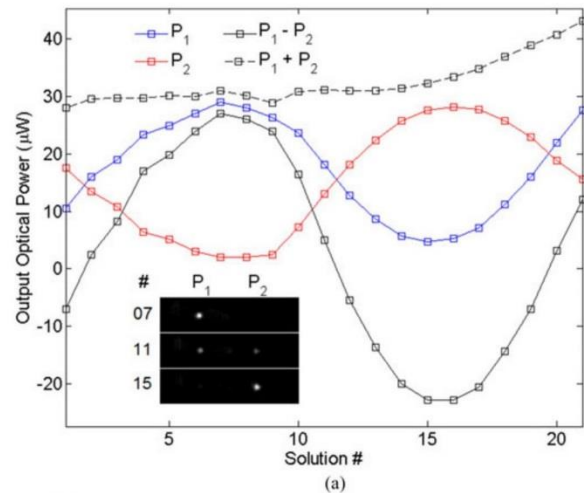 P1 P1 - P2
P2 P1 + P2
Output Optical Power (μW)
40
30
20
10
0
-10
-20
# P1 P2
07
11
15
5 10 15 20
Solution #
(a)